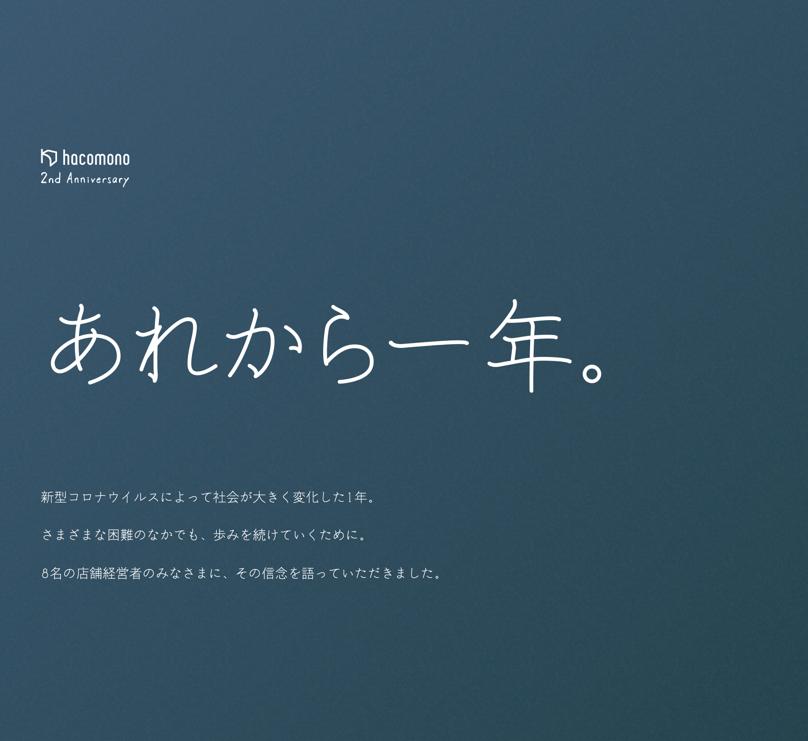 hacomono
2nd Anniversary
あれから一年。
新型コロナウイルスによって社会が大きく変化した1年。
さまざまな困難のなかでも、歩みを続けていくために。
8名の店舗経営者のみなさまに、その信念を語っていただきました。